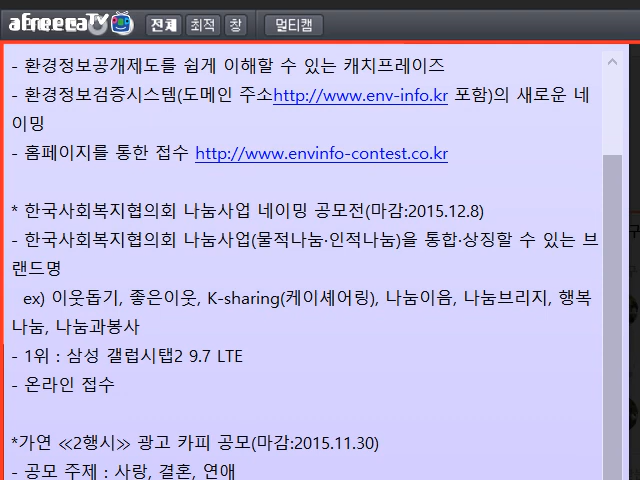 afreecaTV 전체 최적 창 멀티캠
- 환경정보공개제도를 쉽게 이해할 수 있는 캐치프레이즈
- 환경정보검증시스템(도메인 주소http://www.env-info.kr 포함)의 새로운 네
이밍
- 홈페이지를 통한 접수 http://www.envinfo-contest.co.kr
* 한국사회복지협의회 나눔사업 네이밍 공모전(마감:2015.12.8)
- 한국사회복지협의회 나눔사업(물적나눔·인적나눔)을 통합·상징할 수 있는 브
랜드명
ex) 이웃돕기, 좋은이웃, K-sharing(케이셰어링), 나눔이음, 나눔브리지, 행복
나눔, 나눔과봉사
- 1위 : 삼성 갤럽시탭2 9.7 LTE
- 온라인 접수
*가연 ≪2행시≫ 광고 카피 공모(마감:2015.11.30)
- 공모 주제 : 사랑, 결혼, 연애